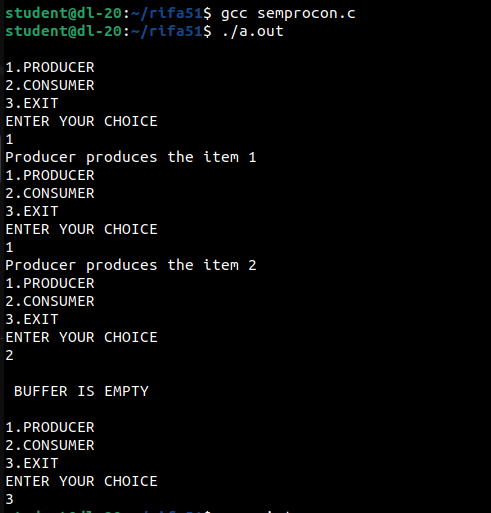 student@dl-20:~/rifa51$ gcc semprocon.c
student@dl-20:~/rifa51$ ./a.out
1.PRODUCER
2.CONSUMER
3.EXIT
ENTER YOUR CHOICE
1
Producer produces the item 1
1.PRODUCER
2.CONSUMER
3.EXIT
ENTER YOUR CHOICE
1
Producer produces the item 2
1.PRODUCER
2.CONSUMER
3.EXIT
ENTER YOUR CHOICE
2
BUFFER IS EMPTY
1.PRODUCER
2.CONSUMER
3.EXIT
ENTER YOUR CHOICE
3